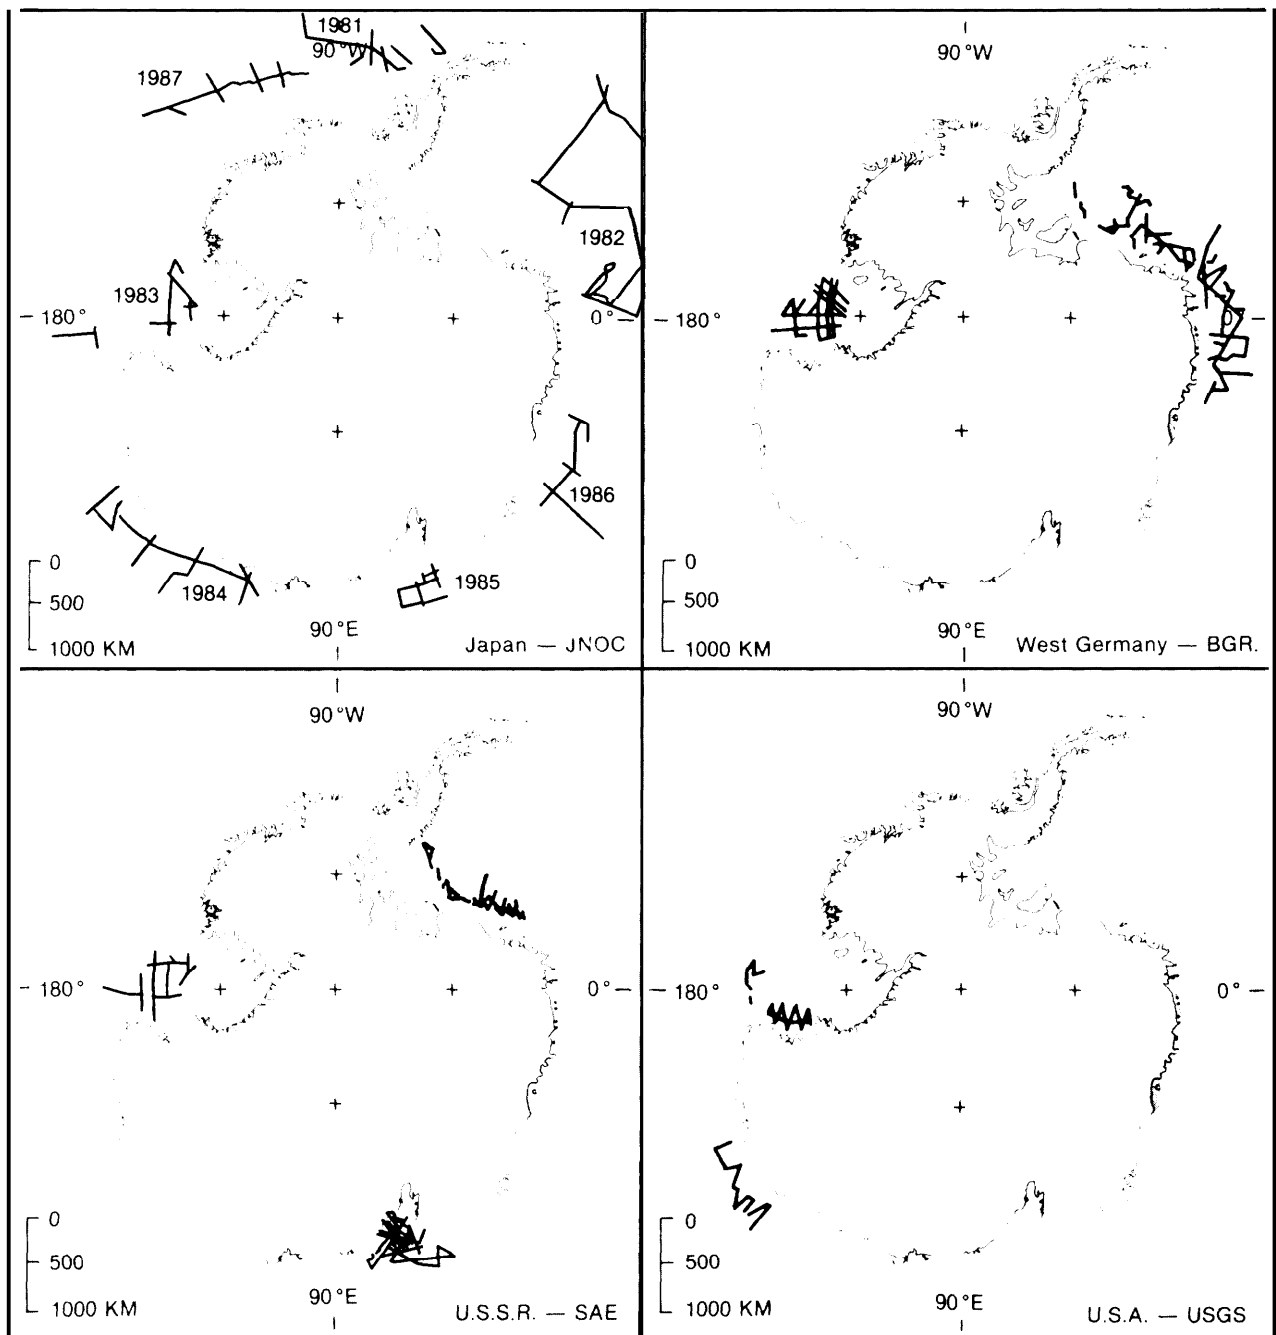 1981
90°W
1987
1982
1983
180°
0°
1986
1984
1985
0
500
1000 KM
90°E
Japan — JNOC
90°W
180°
0
0
500
1000 KM
90°E
West Germany — BGR.
90°W
180°
0°
0
500
1000 KM
90°E
U.S.S.R. — SAE
90°W
180°
0°
0
500
1000 KM
90°E
U.S.A. — USGS